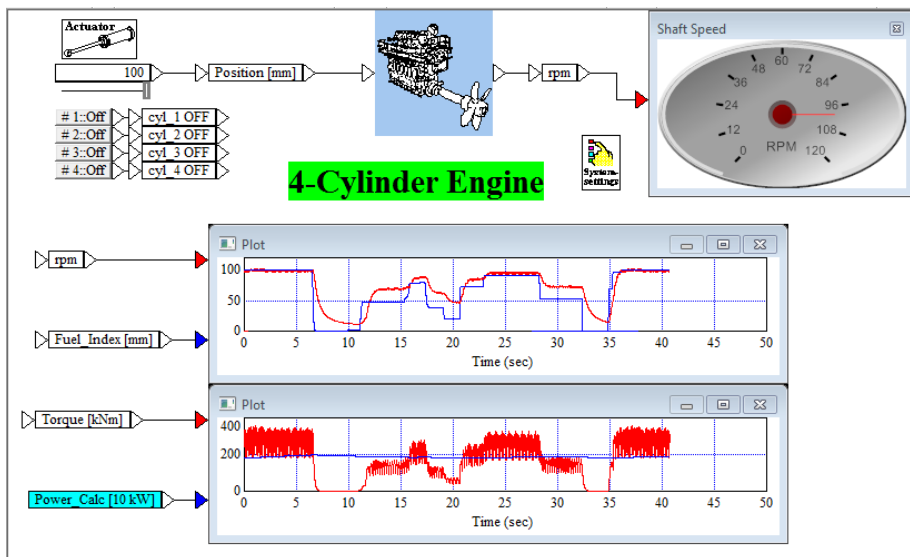 Actuator
100
Position [mm]
rpm
# 1::Off cyl_1 OFF
# 2::Off cyl_2 OFF
# 3::Off cyl_3 OFF
# 4::Off cyl_4 OFF
4-Cylinder Engine
System-
settings
Shaft Speed
0
12
24
36
48
60
72
84
96
108
120
RPM
rpm
Fuel_Index [mm]
Plot
100
50
0
0 5 10 15 20 25 30 35 40 45 50
Time (sec)
Torque [kNm]
Power_Calc [10 kW]
Plot
400
200
0
0 5 10 15 20 25 30 35 40 45 50
Time (sec)